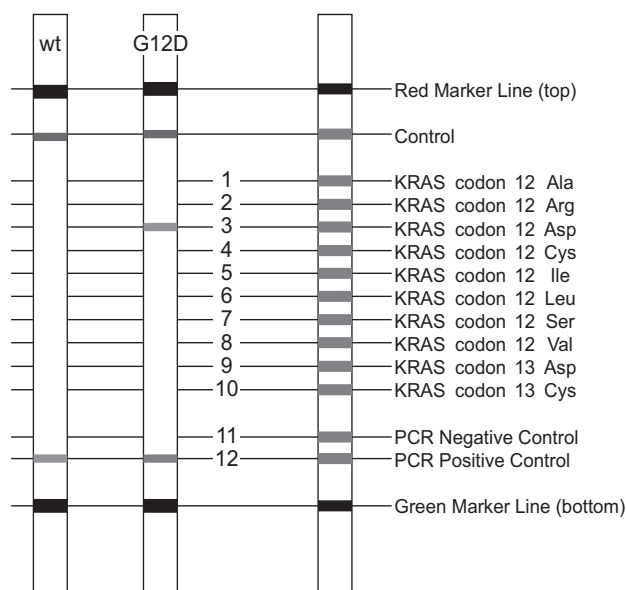 wt G12D
Red Marker Line (top)
Control
1 KRAS codon 12 Ala
2 KRAS codon 12 Arg
3 KRAS codon 12 Asp
4 KRAS codon 12 Cys
5 KRAS codon 12 Ile
6 KRAS codon 12 Leu
7 KRAS codon 12 Ser
8 KRAS codon 12 Val
9 KRAS codon 13 Asp
10 KRAS codon 13 Cys
11 PCR Negative Control
12 PCR Positive Control
Green Marker Line (bottom)